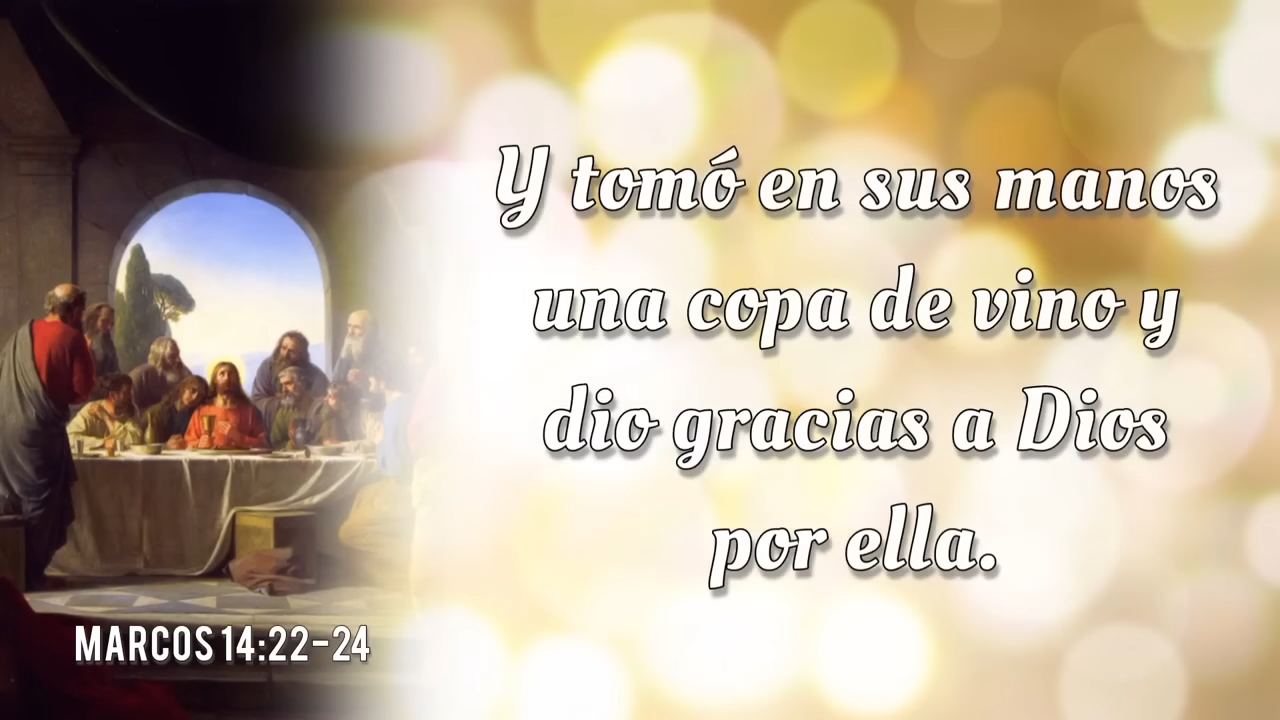 Y tomó en sus manos
una copa de vino y
dio gracias a Dios
por ella.
MARCOS 14:22-24